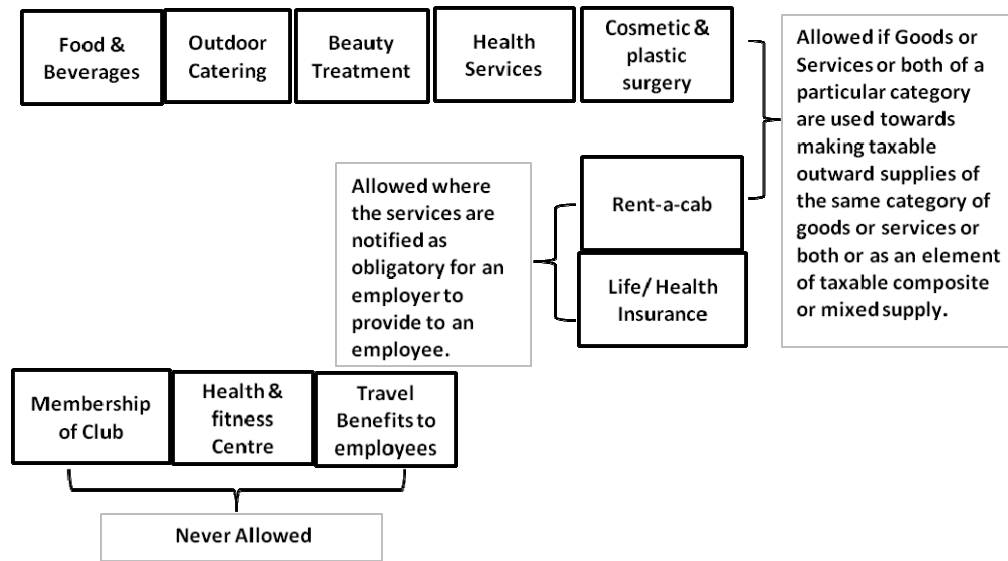 Food &
Beverages
Outdoor
Catering
Beauty
Treatment
Health
Services
Cosmetic &
plastic
surgery
Allowed if Goods or
Services or both of a
particular category
are used towards
making taxable
outward supplies of
the same category of
goods or services or
both or as an element
of taxable composite
or mixed supply.
Allowed where
the services are
notified as
obligatory for an
employer to
provide to an
employee.
Rent-a-cab
Life/ Health
Insurance
Membership
of Club
Health &
fitness
Centre
Travel
Benefits to
employees
Never Allowed